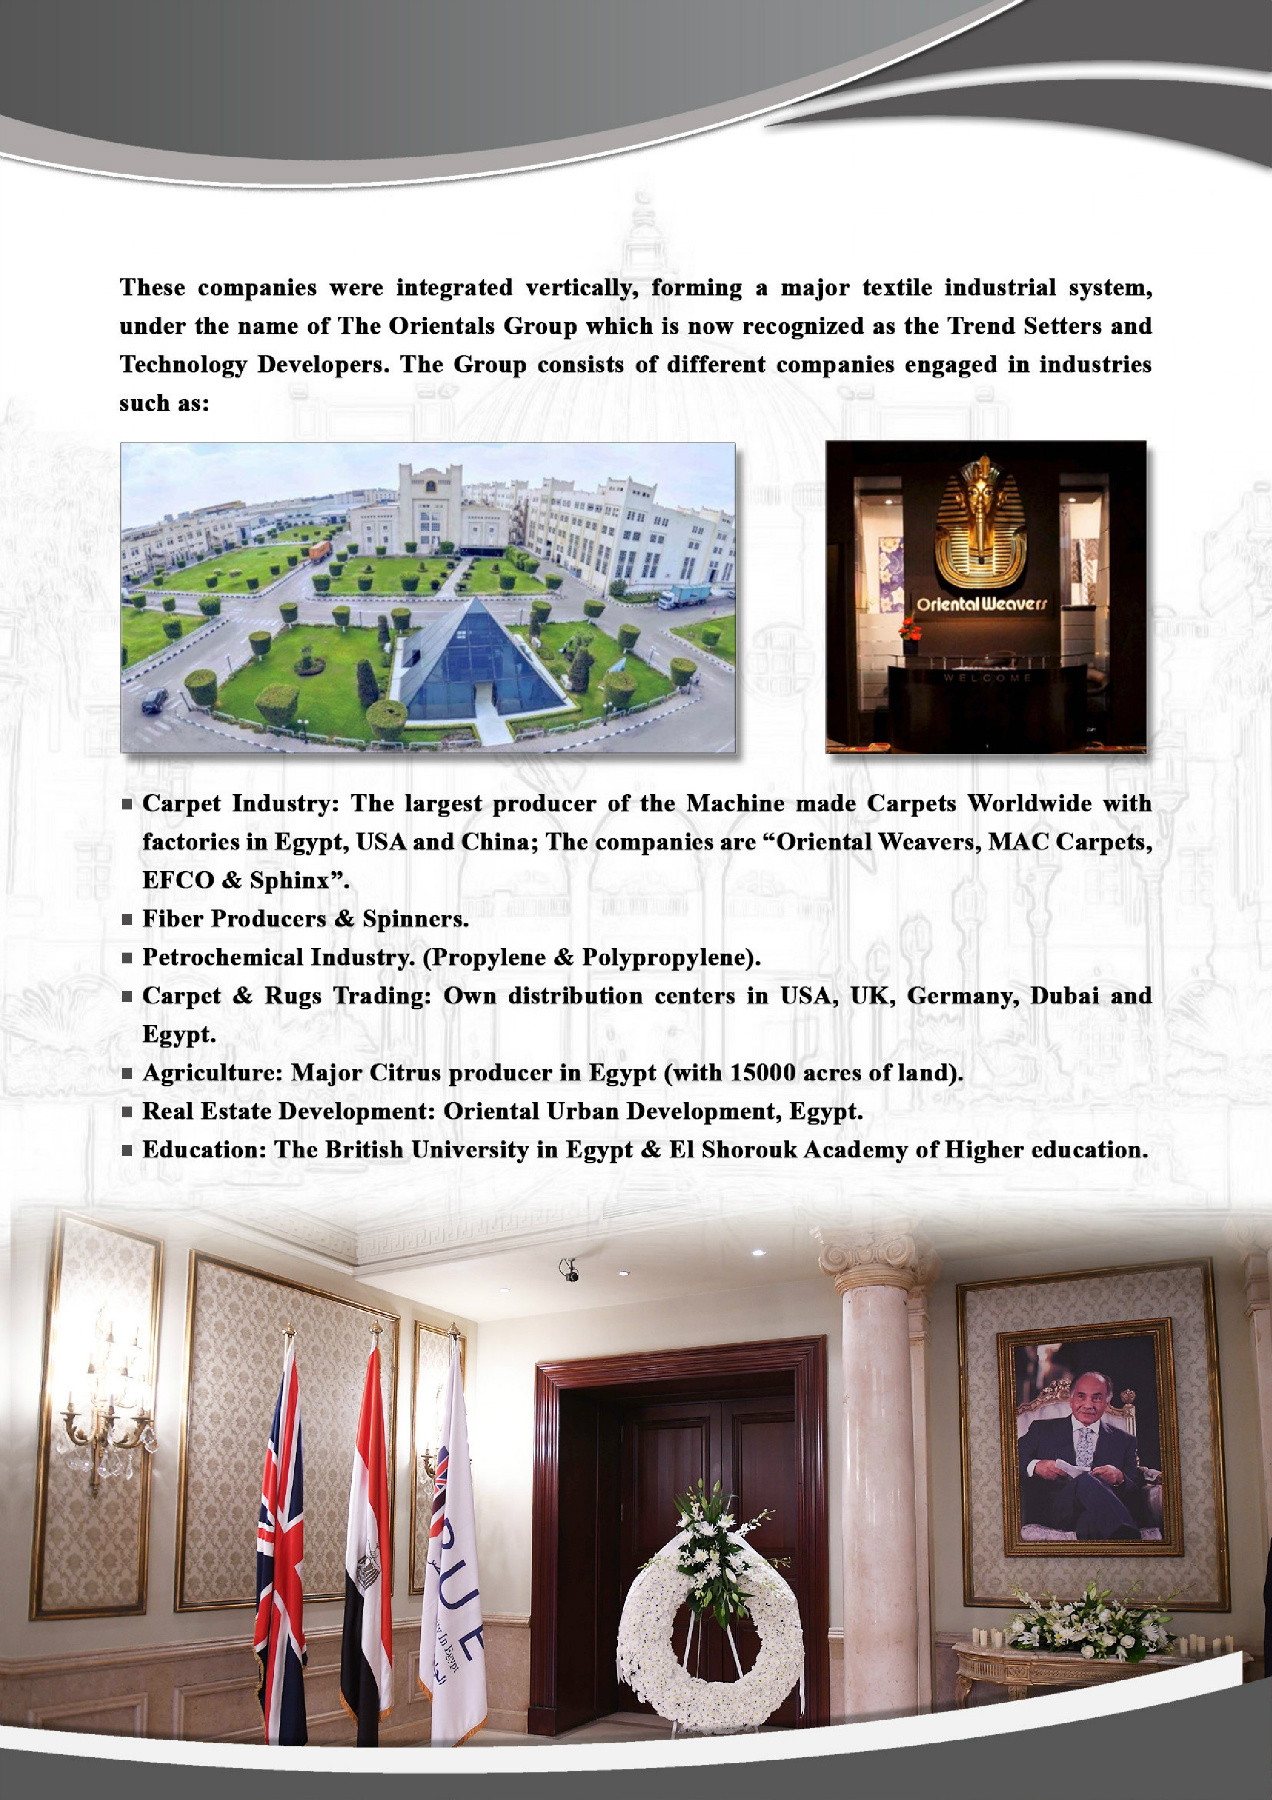 These companies were integrated vertically, forming a major textile industrial system,
under the name of The Orientals Group which is now recognized as the Trend Setters and
Technology Developers. The Group consists of different companies engaged in industries
such as:
Oriental Weavers
WELCOME
Carpet Industry: The largest producer of the Machine made Carpets Worldwide with
factories in Egypt, USA and China; The companies are “Oriental Weavers, MAC Carpets,
EFCO & Sphinx”.
Fiber Producers & Spinners.
Petrochemical Industry. (Propylene & Polypropylene).
Carpet & Rugs Trading: Own distribution centers in USA, UK, Germany, Dubai and
Egypt.
Agriculture: Major Citrus producer in Egypt (with 15000 acres of land).
Real Estate Development: Oriental Urban Development, Egypt.
Education: The British University in Egypt & El Shorouk Academy of Higher education.
UE
In Egypt